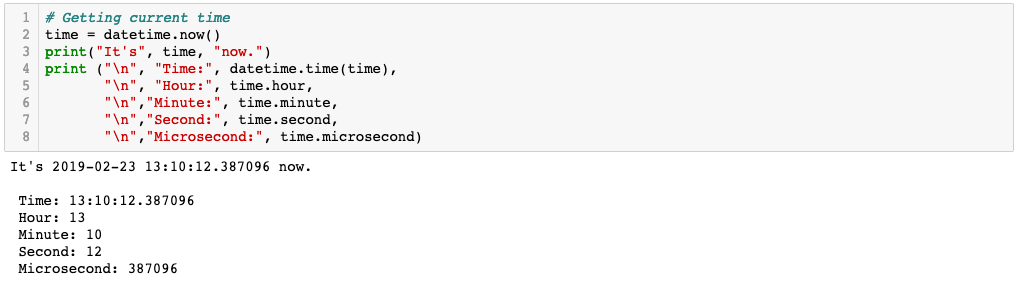 1 # Getting current time
2 time = datetime.now()
3 print("It's", time, "now.")
4 print ("\n", "Time:", datetime.time(time),
5 "\n", "Hour:", time.hour,
6 "\n","Minute:", time.minute,
7 "\n","Second:", time.second,
8 "\n","Microsecond:", time.microsecond)
It's 2019-02-23 13:10:12.387096 now.
Time: 13:10:12.387096
Hour: 13
Minute: 10
Second: 12
Microsecond: 387096